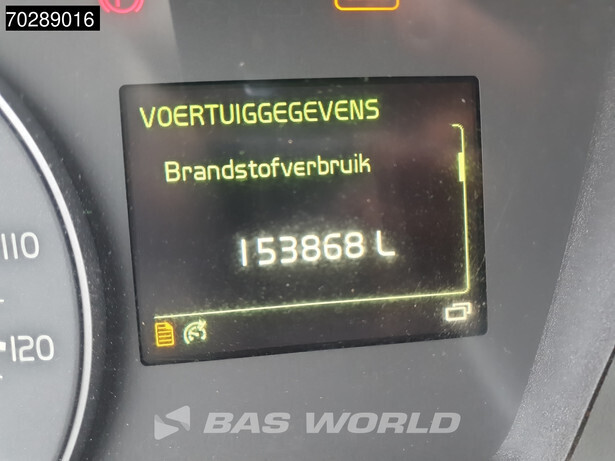 70289016
VOERTUIGGEGEVENS
Brandstofverbruik
153868 L
110
120
BAS WORLD